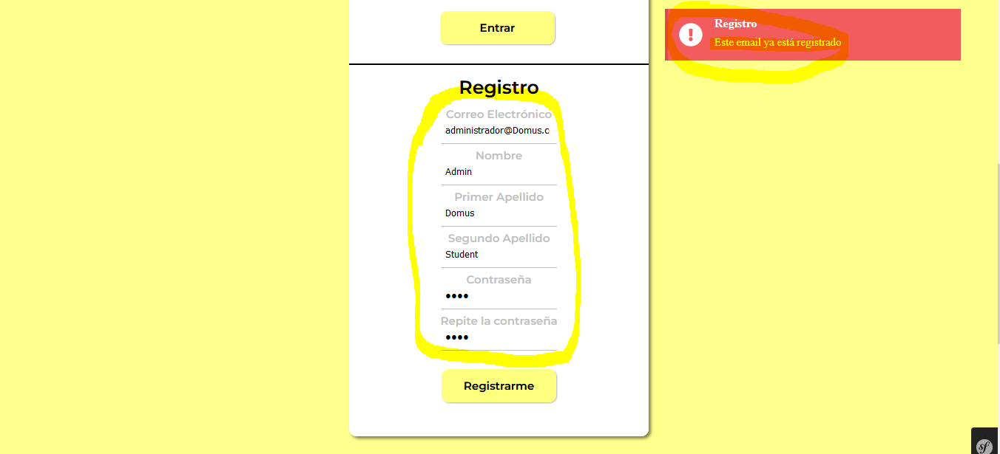 Entrar
Registro
Este email ya está registrado
Registro
Correo Electrónico
administrador@Domus.c
Nombre
Admin
Primer Apellido
Domus
Segundo Apellido
Student
Contraseña
••••
Repite la contraseña
••••
Registrarme
sf